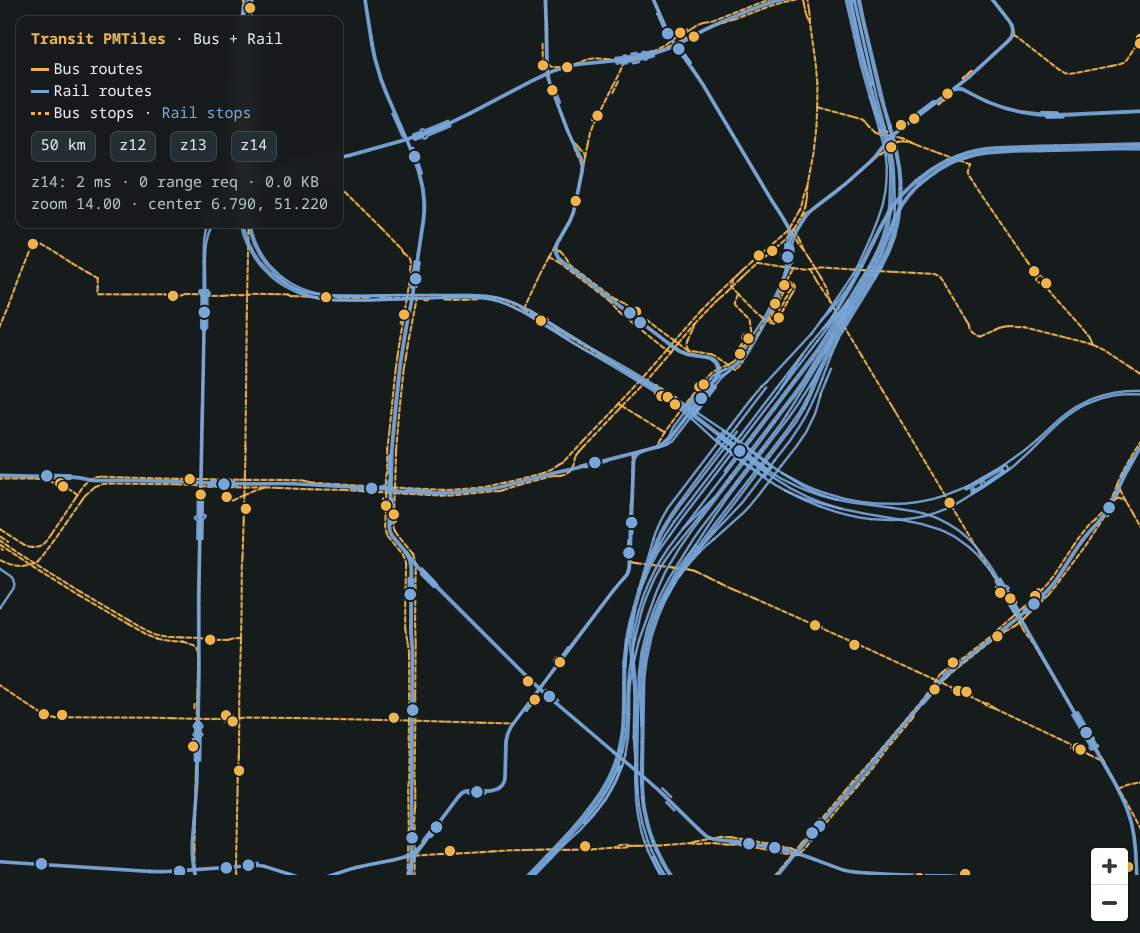 Transit PMTiles · Bus + Rail
Bus routes
Rail routes
Bus stops · Rail stops
50 km z12 z13 z14
z14: 2 ms · 0 range req · 0.0 KB
zoom 14.00 · center 6.790, 51.220
+
−